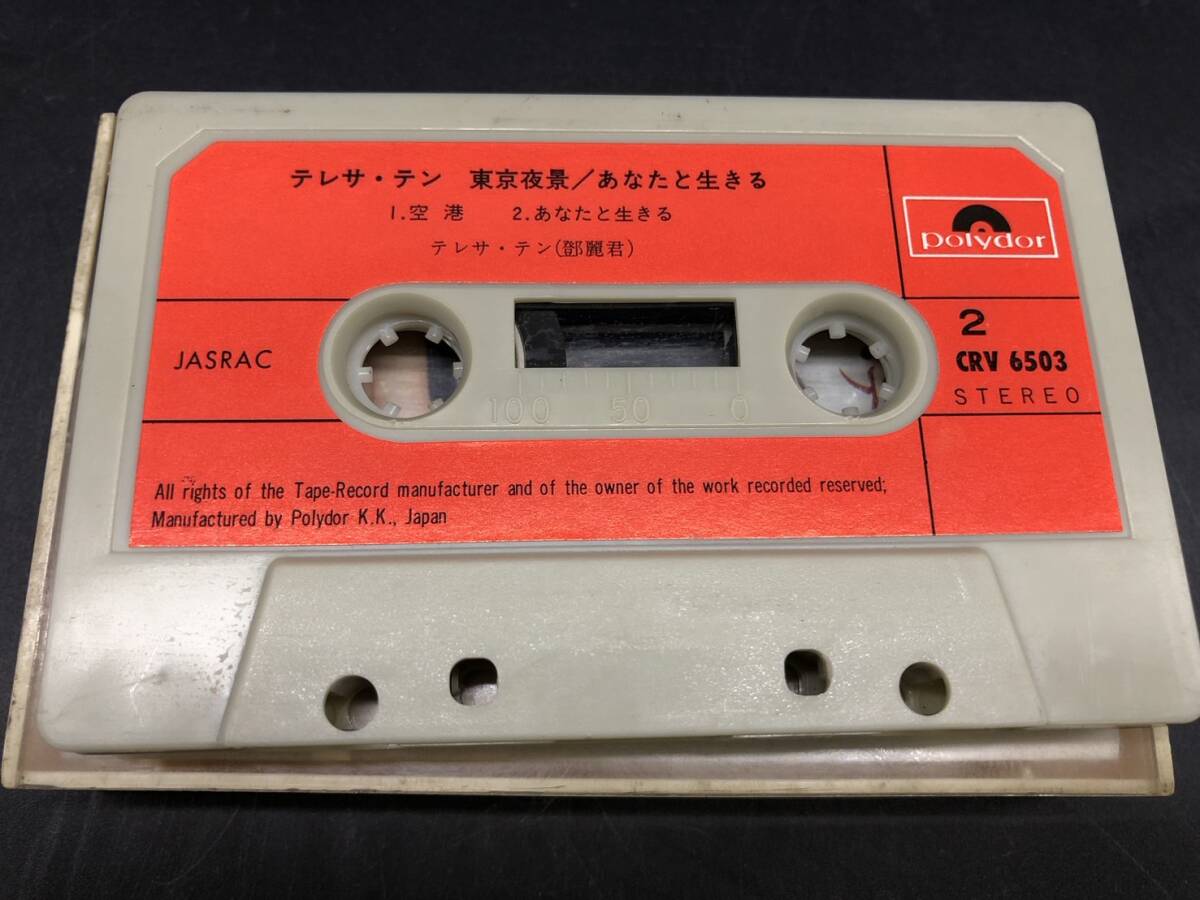 テレサ・テン 東京夜景/あなたと生きる
1.空 港 2.あなたと生きる
テレサ・テン(鄧麗君)
polydor
JASRAC
2
CRV 6503
STEREO
100 50 0
All rights of the Tape-Record manufacturer and of the owner of the work recorded reserved;
Manufactured by Polydor K.K., Japan